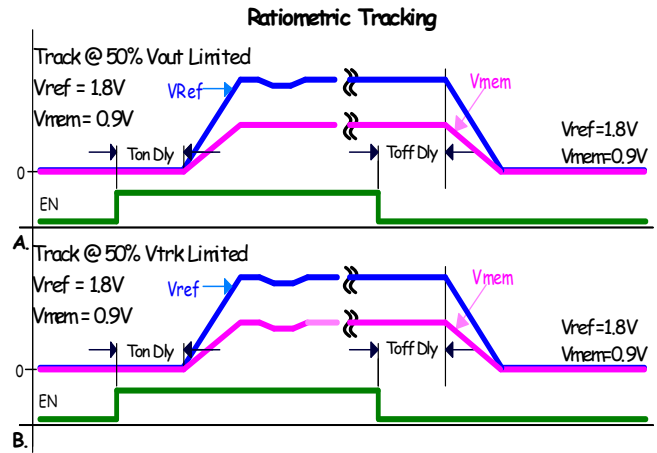 Ratiometric Tracking
Track @ 50% Vout Limited
Vref = 1.8V
VRef
Vmem
Vmem = 0.9V
Vref=1.8V
Vmem=0.9V
Ton Dly
Toff Dly
0
EN
A.
Track @ 50% Vtrk Limited
Vref = 1.8V
Vref
Vmem
Vmem = 0.9V
Vref=1.8V
Vmem=0.9V
Ton Dly
Toff Dly
0
EN
B.